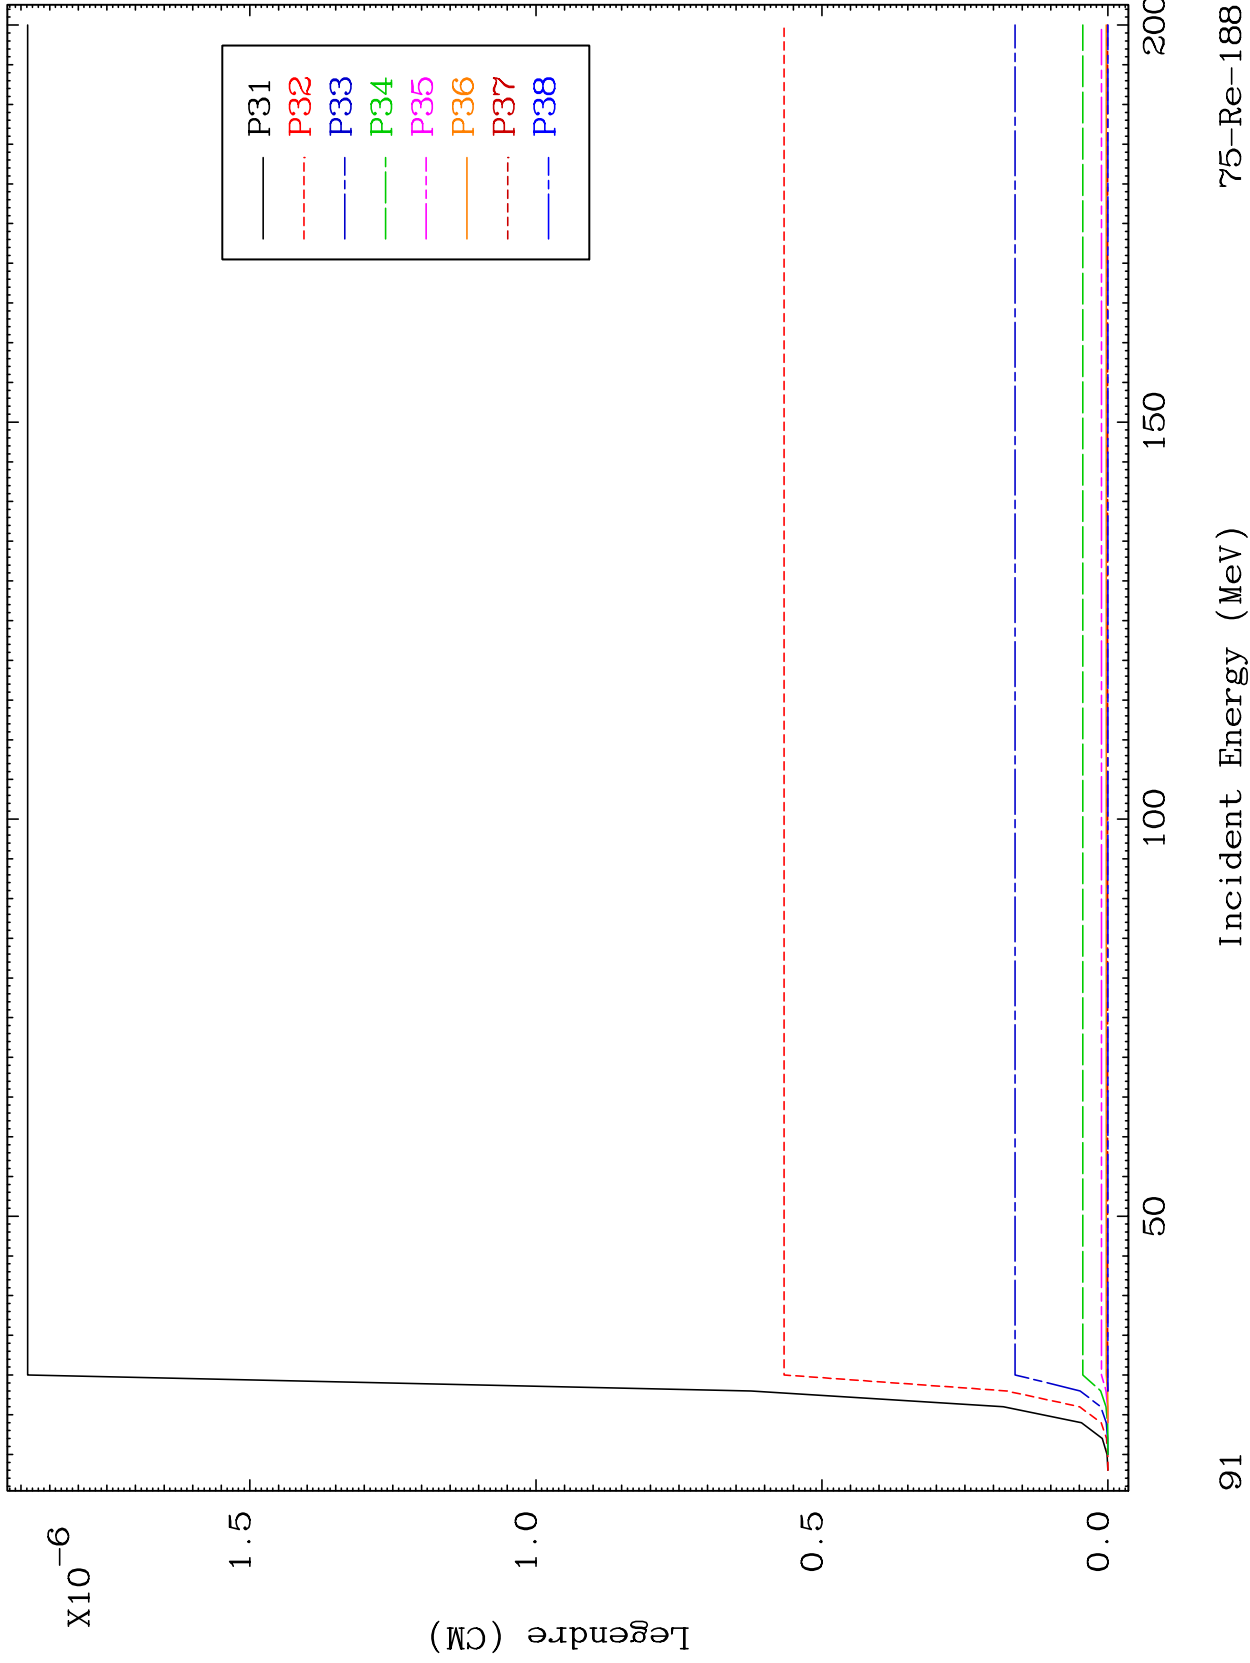 X10-6
1.5
1.0
0.5
0.0
Legendre (CM)
P31
P32
P33
P34
P35
P36
P37
P38
50
100
150
200
Incident Energy (MeV)
91
75-Re-188